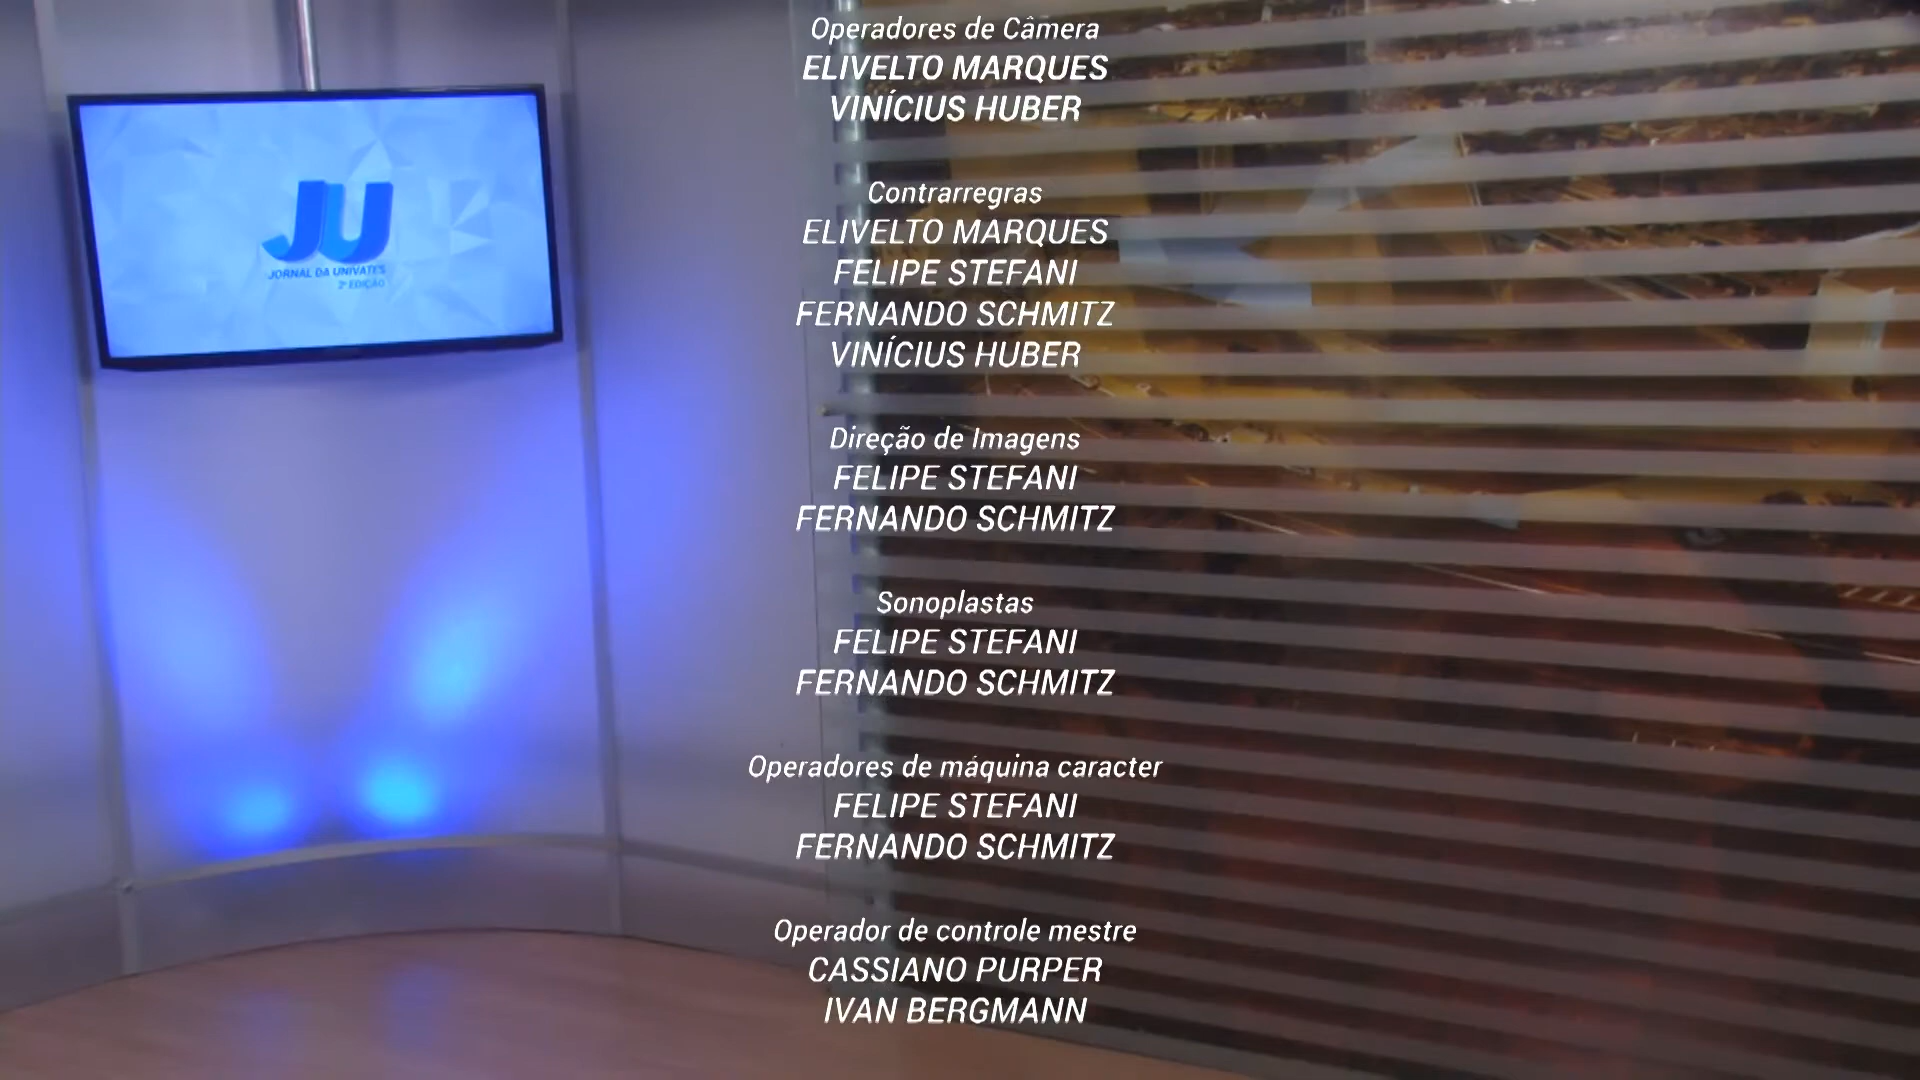 Operadores de Câmera
ELIVELTO MARQUES
VINÍCIUS HUBER
Contrarregras
ELIVELTO MARQUES
FELIPE STEFANI
FERNANDO SCHMITZ
VINÍCIUS HUBER
Direção de Imagens
FELIPE STEFANI
FERNANDO SCHMITZ
Sonoplastas
FELIPE STEFANI
FERNANDO SCHMITZ
Operadores de máquina caracter
FELIPE STEFANI
FERNANDO SCHMITZ
Operador de controle mestre
CASSIANO PURPER
IVAN BERGMANN
JU
JORNAL DA UNIVATES
2ª EDIÇÃO